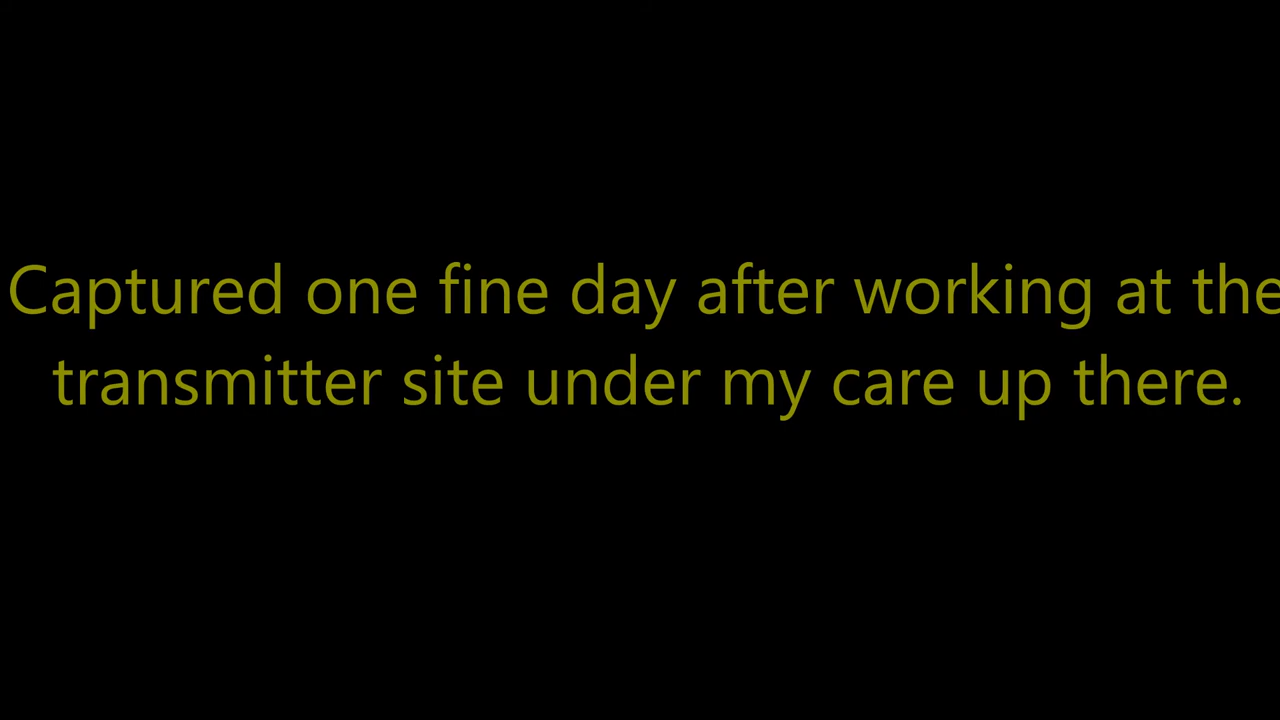 Captured one fine day after working at the
transmitter site under my care up there.